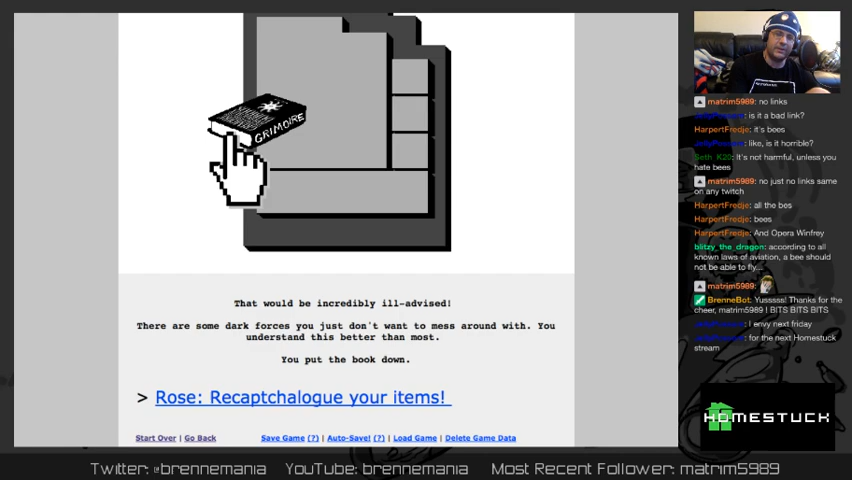 GRIMOIRE
That would be incredibly ill-advised!
There are some dark forces you just don't want to mess around with. You
understand this better than most.
You put the book down.
> Rose: Recaptchalogue your items!
Start Over | Go Back
Save Game (?) | Auto-Save! (?) | Load Game | Delete Game Data
matrim5989: no links
is it a bad link?
HarpertFredje: it's bees
like, is it horrible?
Seth_K20: It's not harmful, unless you
hate bees
matrim5989: no just no links same
on any twitch
HarpertFredje: all the bes
HarpertFredje: bees
HarpertFredje: And Opera Winfrey
blitzy_the_dragon: according to all
known laws of aviation, a bee should
not be able to fly...
matrim5989:
BrenneBot: Yusssss! Thanks for the
cheer, matrim5989 ! BITS BITS BITS
I envy next friday
for the next Homestuck
stream
HOMESTUCK
Twitter: @brennemania YouTube: brennemania Most Recent Follower: matrim5989